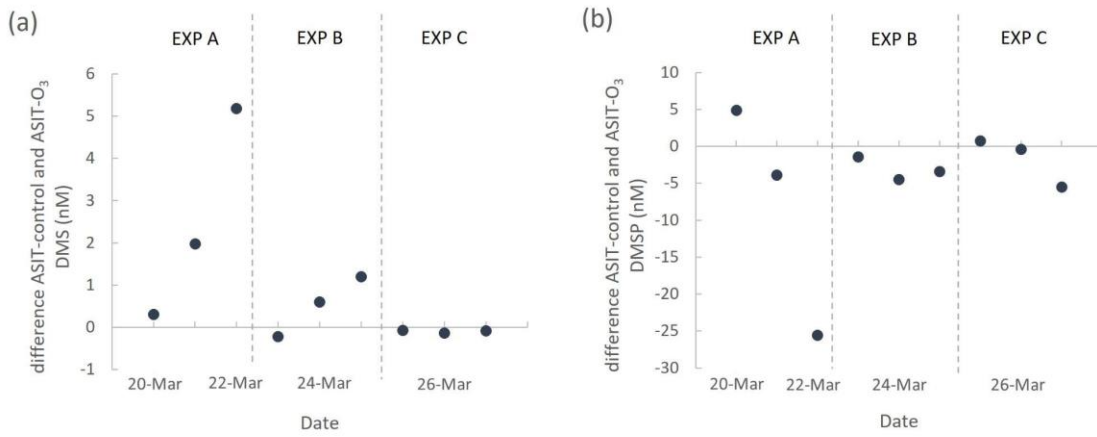 (a)
EXP A EXP B EXP C
difference ASIT-control and ASIT-O₃
DMS (nM)
6
5
4
3
2
1
0
-1
20-Mar 22-Mar 24-Mar 26-Mar
Date
(b)
EXP A EXP B EXP C
difference ASIT-control and ASIT-O₃
DMSP (nM)
10
5
0
-5
-10
-15
-20
-25
-30
20-Mar 22-Mar 24-Mar 26-Mar
Date